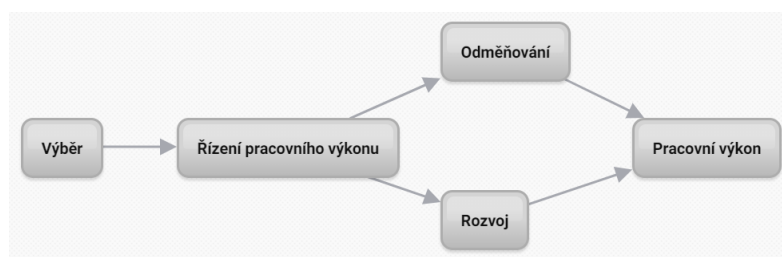 Výběr
Řízení pracovního výkonu
Odměňování
Rozvoj
Pracovní výkon